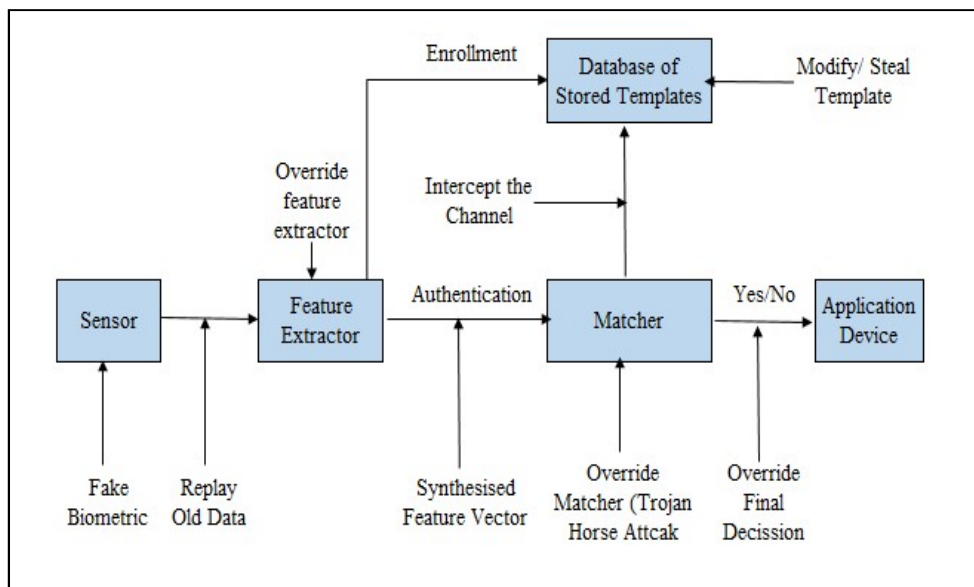 Enrollment
Database of
Stored Templates
Modify/ Steal
Template
Override
feature
extractor
Intercept the
Channel
Sensor
Feature
Extractor
Authentication
Matcher
Yes/No
Application
Device
Fake
Biometric
Replay
Old Data
Synthesised
Feature Vector
Override
Matcher (Trojan
Horse Attcak
Override
Final
Decission